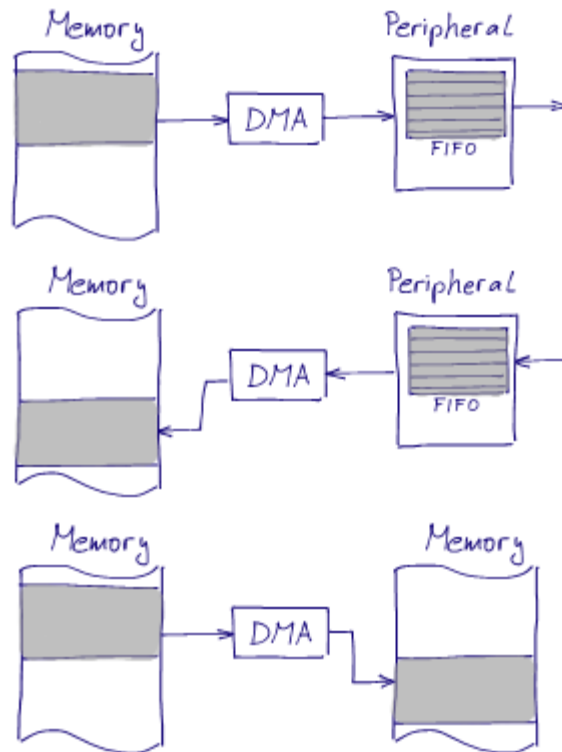 Memory
Peripheral
DMA
FIFO
Memory
Peripheral
DMA
FIFO
Memory
Memory
DMA